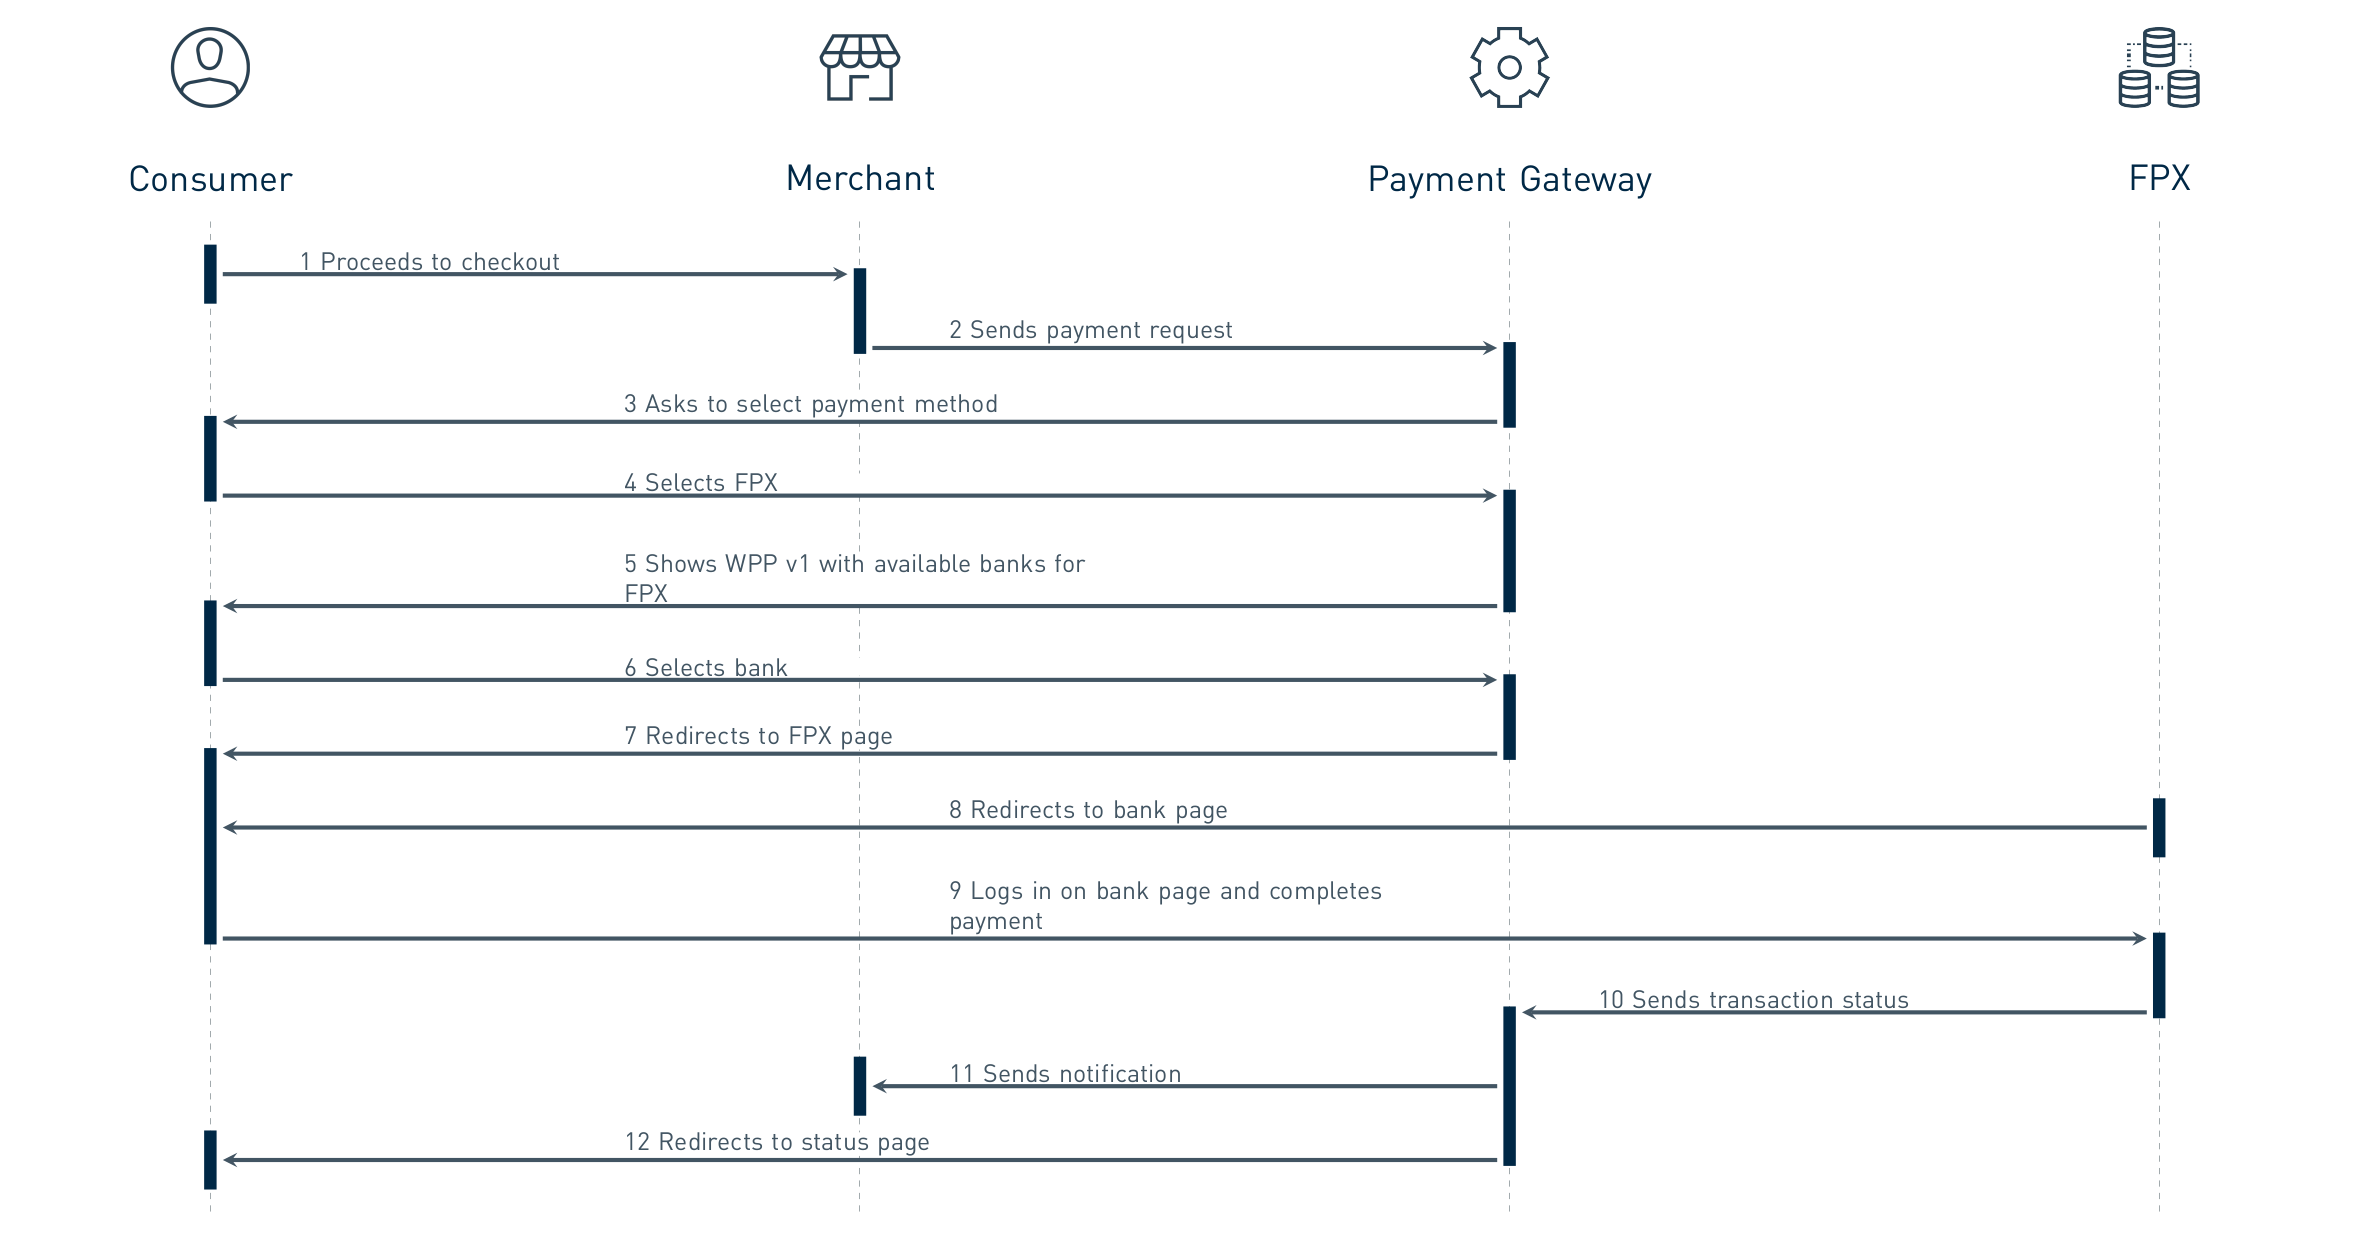 Consumer
Merchant
Payment Gateway
FPX
1 Proceeds to checkout
2 Sends payment request
3 Asks to select payment method
4 Selects FPX
5 Shows WPP v1 with available banks for
FPX
6 Selects bank
7 Redirects to FPX page
8 Redirects to bank page
9 Logs in on bank page and completes
payment
10 Sends transaction status
11 Sends notification
12 Redirects to status page